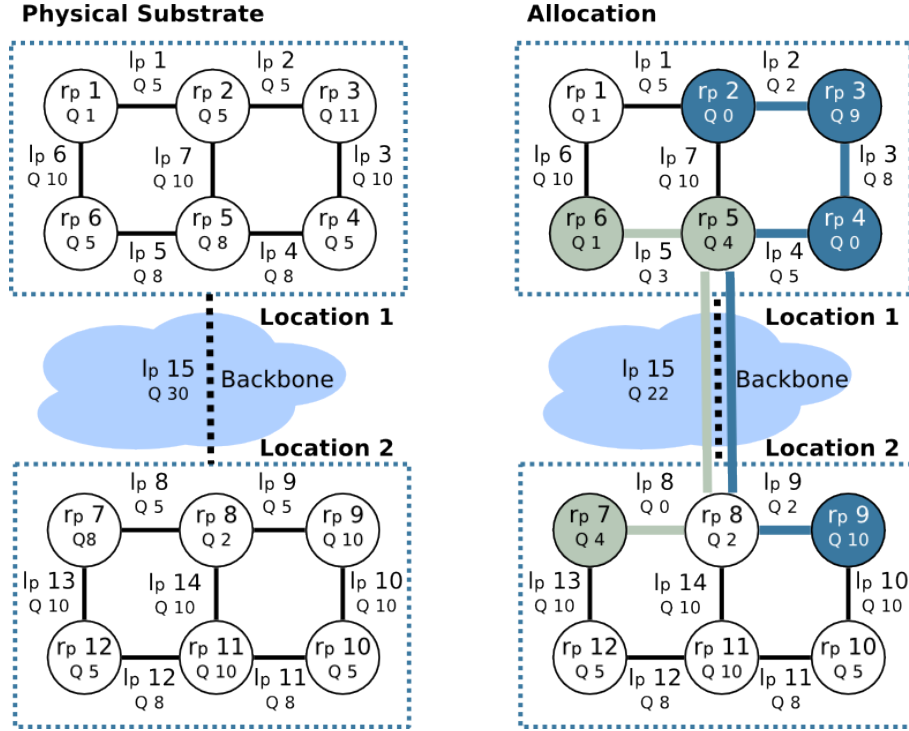 Physical Substrate
lp 1
Q 5
lp 2
Q 5
rp 1
Q 1
rp 2
Q 5
rp 3
Q 11
lp 6
Q 10
lp 7
Q 10
lp 3
Q 10
rp 6
Q 5
rp 5
Q 8
rp 4
Q 5
lp 5
Q 8
lp 4
Q 8
Location 1
lp 15
Q 30
Backbone
Location 2
lp 8
Q 5
lp 9
Q 5
rp 7
Q8
rp 8
Q 2
rp 9
Q 10
lp 13
Q 10
lp 14
Q 10
lp 10
Q 10
rp 12
Q 5
rp 11
Q 10
rp 10
Q 5
lp 12
Q 8
lp 11
Q 8
Allocation
lp 1
Q 5
lp 2
Q 2
rp 1
Q 1
rp 2
Q 0
rp 3
Q 9
lp 6
Q 10
lp 7
Q 10
lp 3
Q 8
rp 6
Q 1
rp 5
Q 4
rp 4
Q 0
lp 5
Q 3
lp 4
Q 5
Location 1
lp 15
Q 22
Backbone
Location 2
lp 8
Q 0
lp 9
Q 2
rp 7
Q 4
rp 8
Q 2
rp 9
Q 10
lp 13
Q 10
lp 14
Q 10
lp 10
Q 10
rp 12
Q 5
rp 11
Q 10
rp 10
Q 5
lp 12
Q 8
lp 11
Q 8